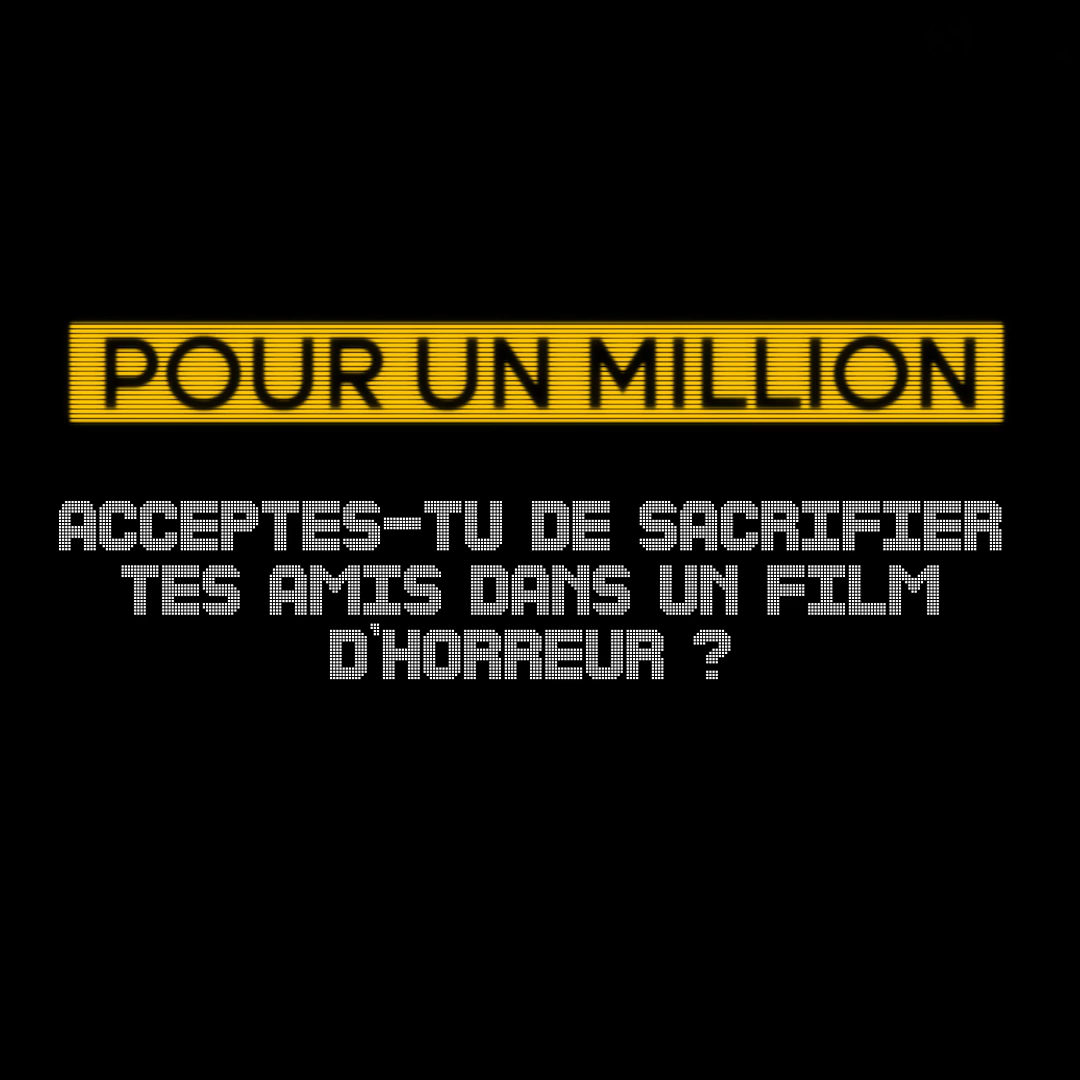 POUR UN MILLION
ACCEPTES-TU DE SACRIFIER
TES AMIS DANS UN FILM
D'HORREUR ?